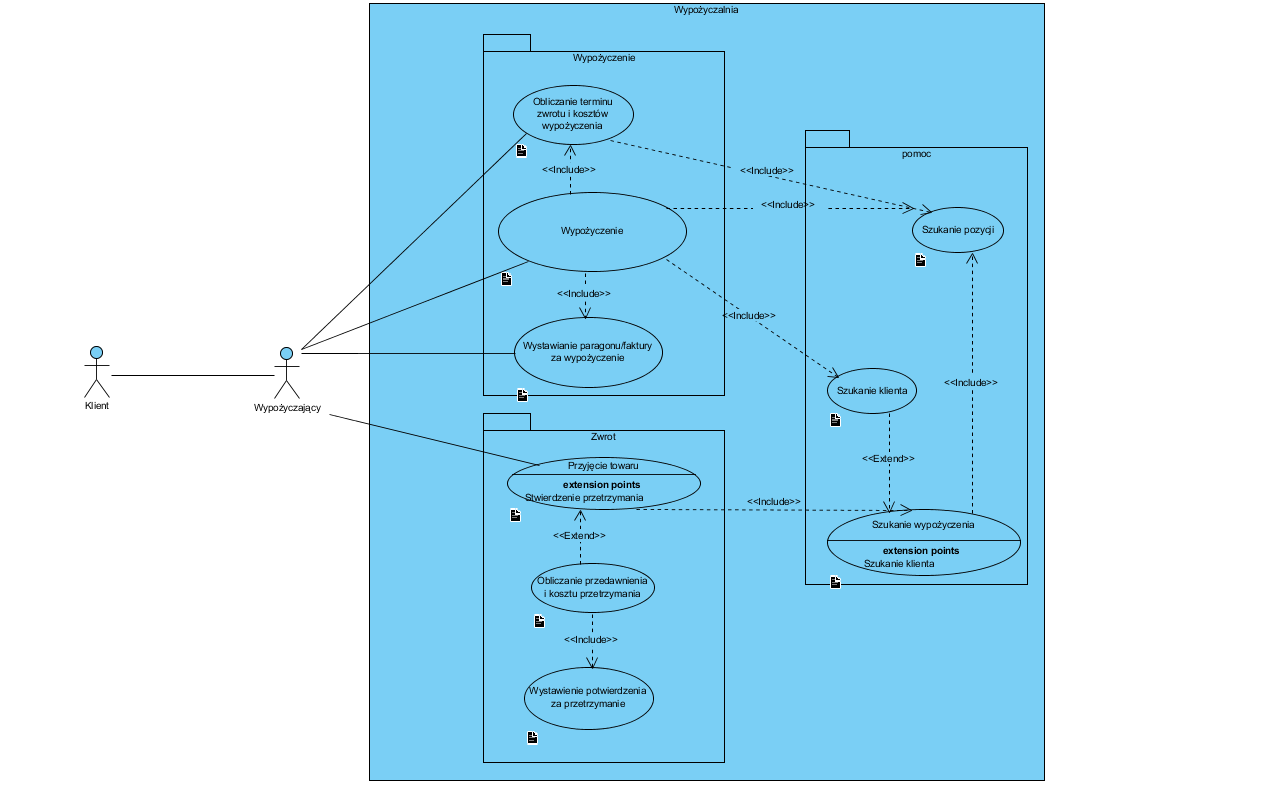 Wypożyczalnia
Wypożyczenie
Obliczanie terminu
zwrotu i kosztów
wypożyczenia
<<Include>>
Wypożyczenie
<<Include>>
Wystawianie paragonu/faktury
za wypożyczenie
pomoc
<<Include>>
<<Include>>
Szukanie pozycji
<<Include>>
Szukanie klienta
<<Include>>
<<Extend>>
Szukanie wypożyczenia
extension points
Szukanie klienta
Klient
Wypożyczający
Zwrot
Przyjęcie towaru
extension points
Stwierdzenie przetrzymania
<<Include>>
<<Extend>>
Obliczanie przedawnienia
i kosztu przetrzymania
<<Include>>
Wystawienie potwierdzenia
za przetrzymanie